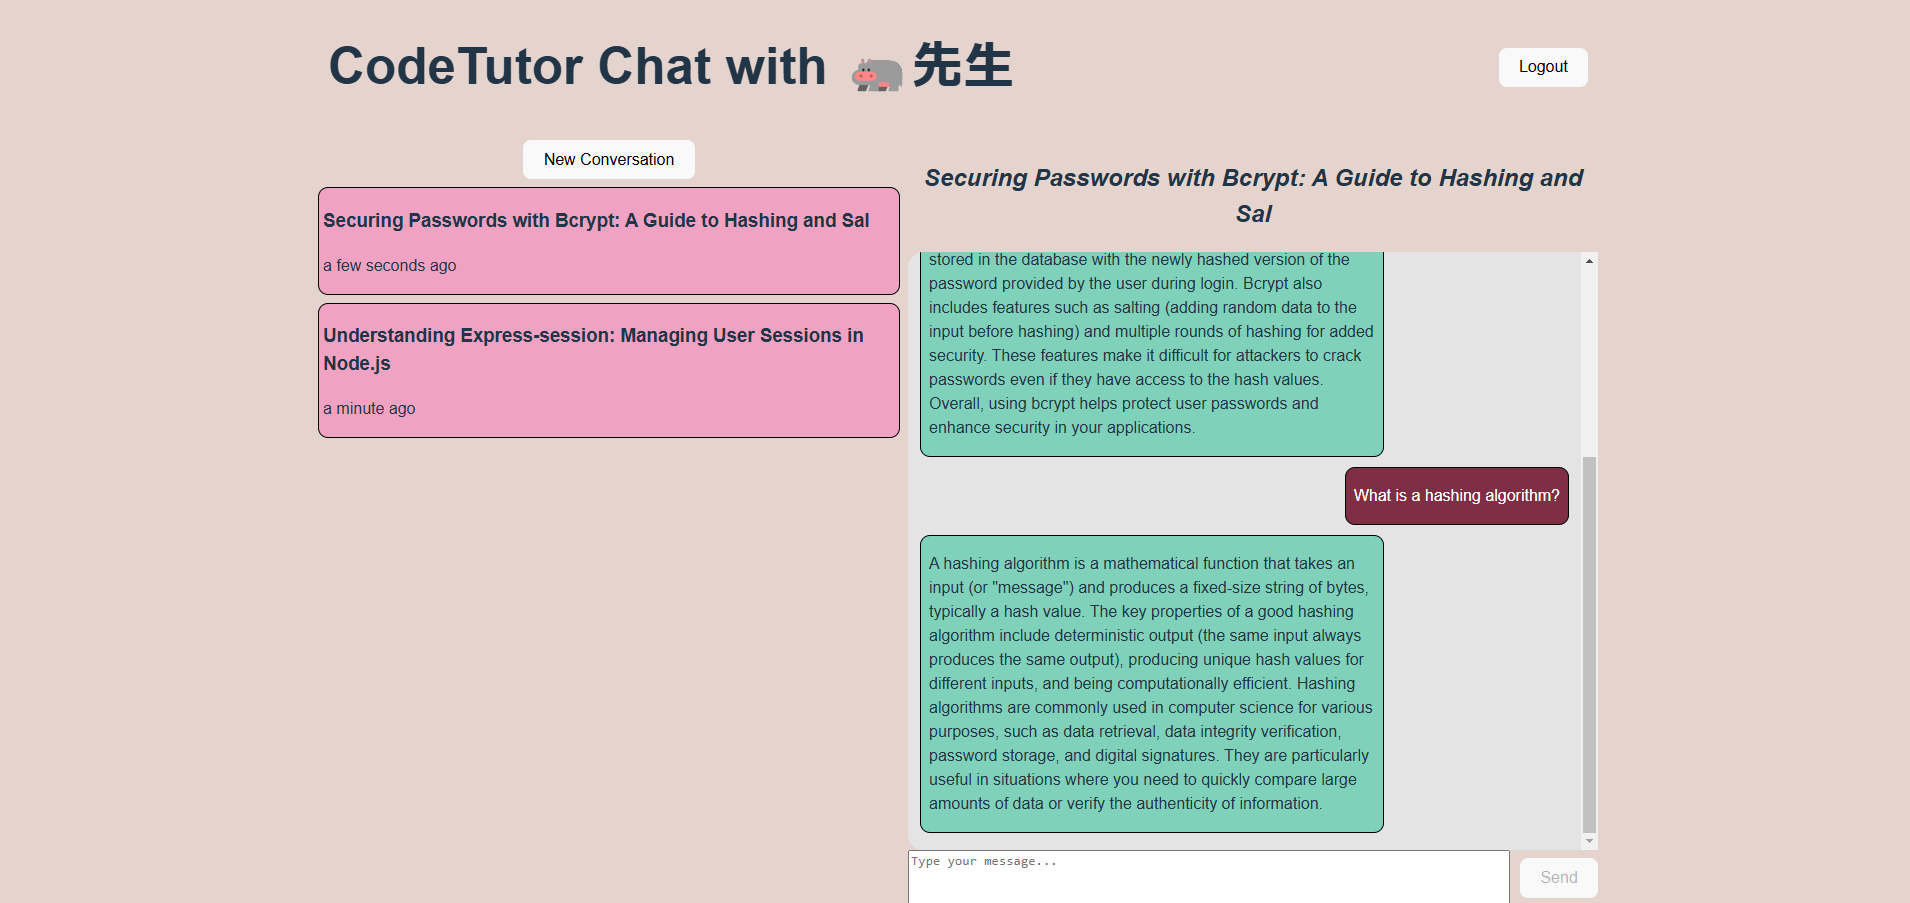 CodeTutor Chat with 🦛先生
Logout
New Conversation
Securing Passwords with Bcrypt: A Guide to Hashing and Sal
a few seconds ago
Understanding Express-session: Managing User Sessions in
Node.js
a minute ago
Securing Passwords with Bcrypt: A Guide to Hashing and
Sal
stored in the database with the newly hashed version of the
password provided by the user during login. Bcrypt also
includes features such as salting (adding random data to the
input before hashing) and multiple rounds of hashing for added
security. These features make it difficult for attackers to crack
passwords even if they have access to the hash values.
Overall, using bcrypt helps protect user passwords and
enhance security in your applications.
What is a hashing algorithm?
A hashing algorithm is a mathematical function that takes an
input (or "message") and produces a fixed-size string of bytes,
typically a hash value. The key properties of a good hashing
algorithm include deterministic output (the same input always
produces the same output), producing unique hash values for
different inputs, and being computationally efficient. Hashing
algorithms are commonly used in computer science for various
purposes, such as data retrieval, data integrity verification,
password storage, and digital signatures. They are particularly
useful in situations where you need to quickly compare large
amounts of data or verify the authenticity of information.
Type your message...
Send